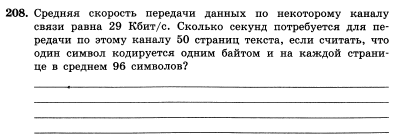 208. Средняя скорость передачи данных по некоторому каналу
связи равна 29 Кбит/с. Сколько секунд потребуется для пе-
редачи по этому каналу 50 страниц текста, если считать, что
один символ кодируется одним байтом и на каждой страни-
це в среднем 96 символов?